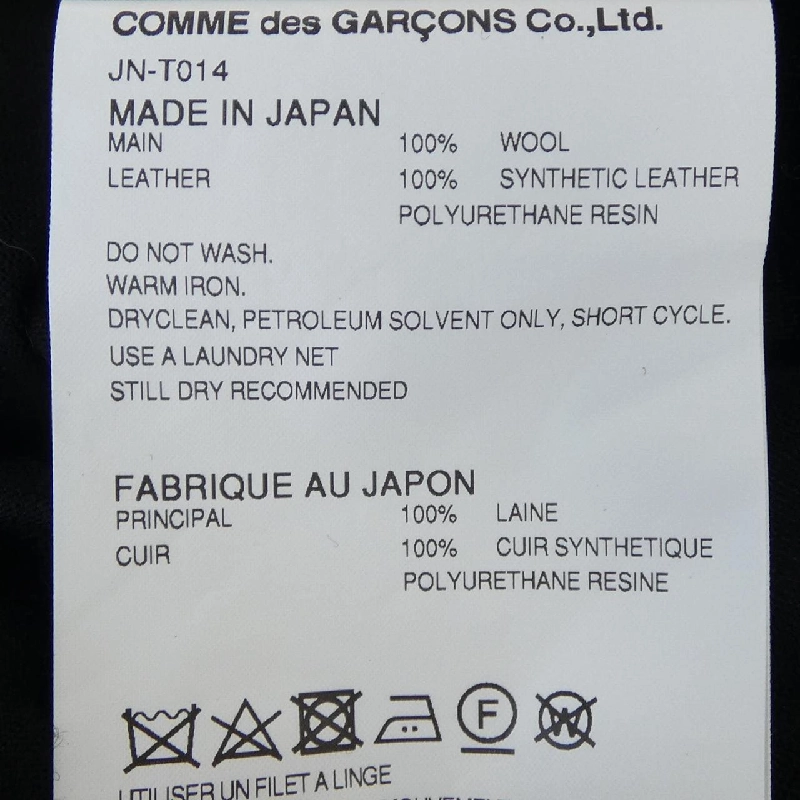 COMME des GARÇONS Co.,Ltd.
JN-T014
MADE IN JAPAN
MAIN 100% WOOL
LEATHER 100% SYNTHETIC LEATHER
POLYURETHANE RESIN
DO NOT WASH.
WARM IRON.
DRYCLEAN, PETROLEUM SOLVENT ONLY, SHORT CYCLE.
USE A LAUNDRY NET
STILL DRY RECOMMENDED
FABRIQUE AU JAPON
PRINCIPAL 100% LAINE
CUIR 100% CUIR SYNTHETIQUE
POLYURETHANE RESINE
F W
UTILISER UN FILET A LINGE